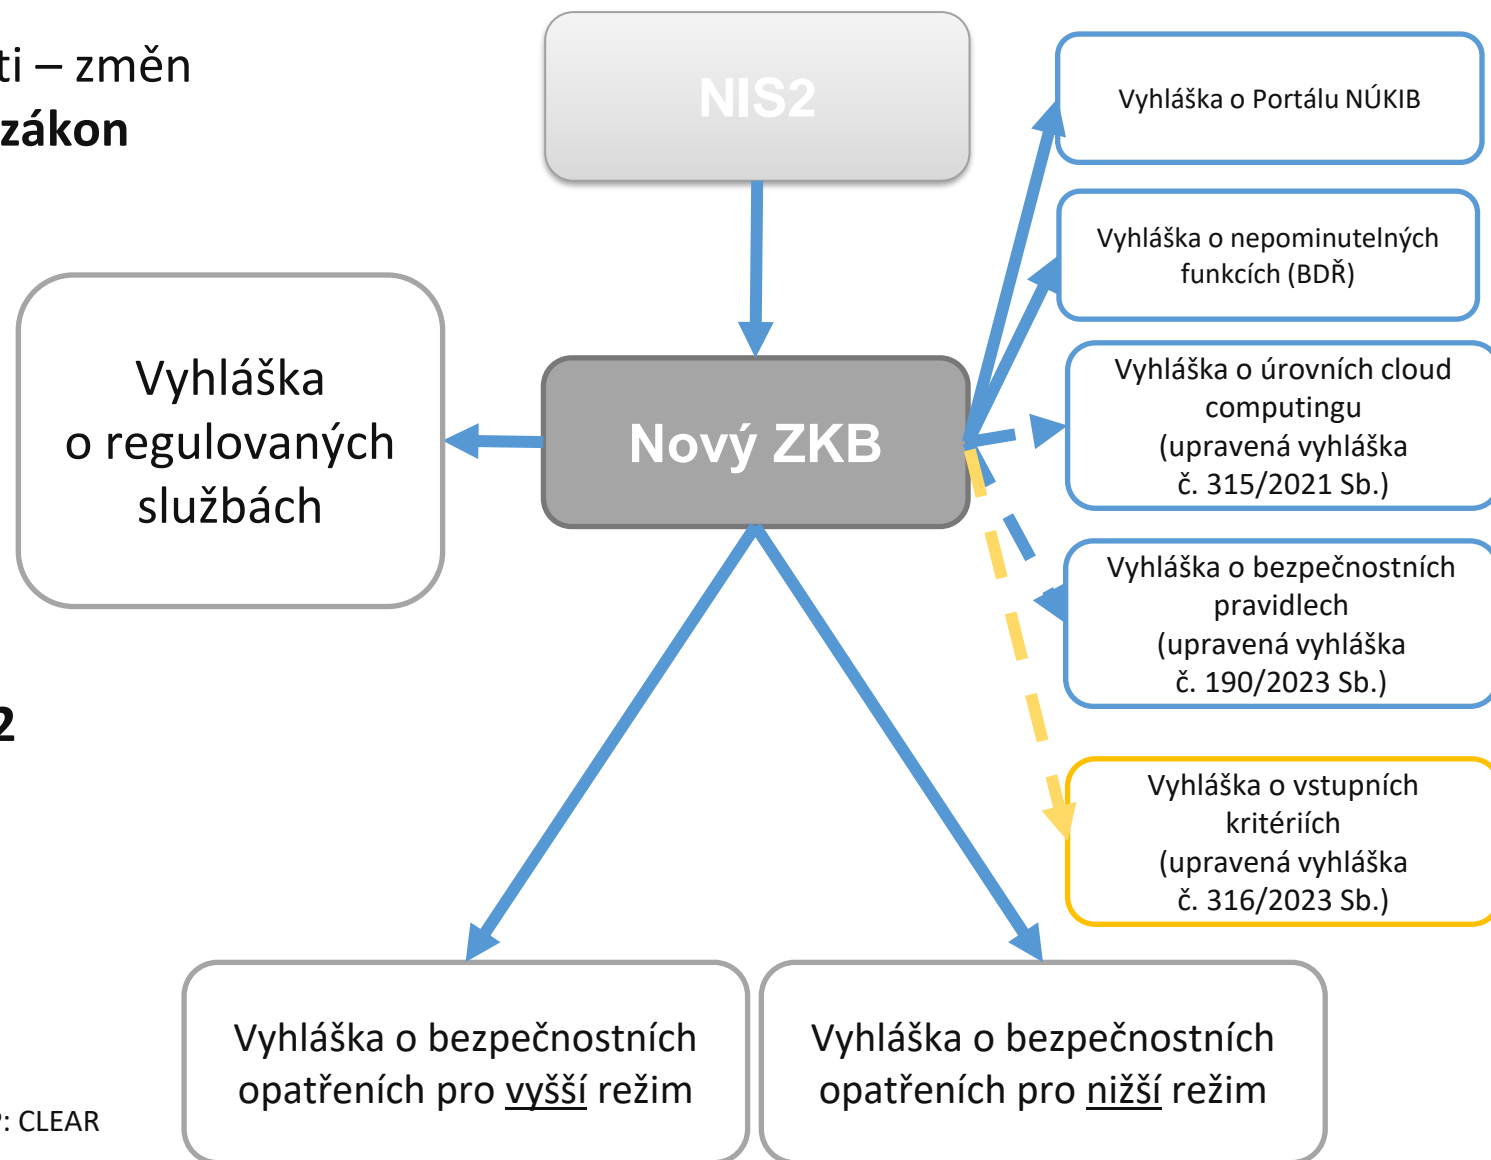 ti – změn
zákon
NIS2
Vyhláška o Portálu NÚKIB
Vyhláška o nepominutelných
funkcích (BDŘ)
Vyhláška
o regulovaných
službách
Nový ZKB
Vyhláška o úrovních cloud
computingu
(upravená vyhláška
č. 315/2021 Sb.)
Vyhláška o bezpečnostních
pravidlech
(upravená vyhláška
č. 190/2023 Sb.)
2
Vyhláška o vstupních
kritériích
(upravená vyhláška
č. 316/2023 Sb.)
Vyhláška o bezpečnostních
opatřeních pro vyšší režim
Vyhláška o bezpečnostních
opatřeních pro nižší režim
: CLEAR